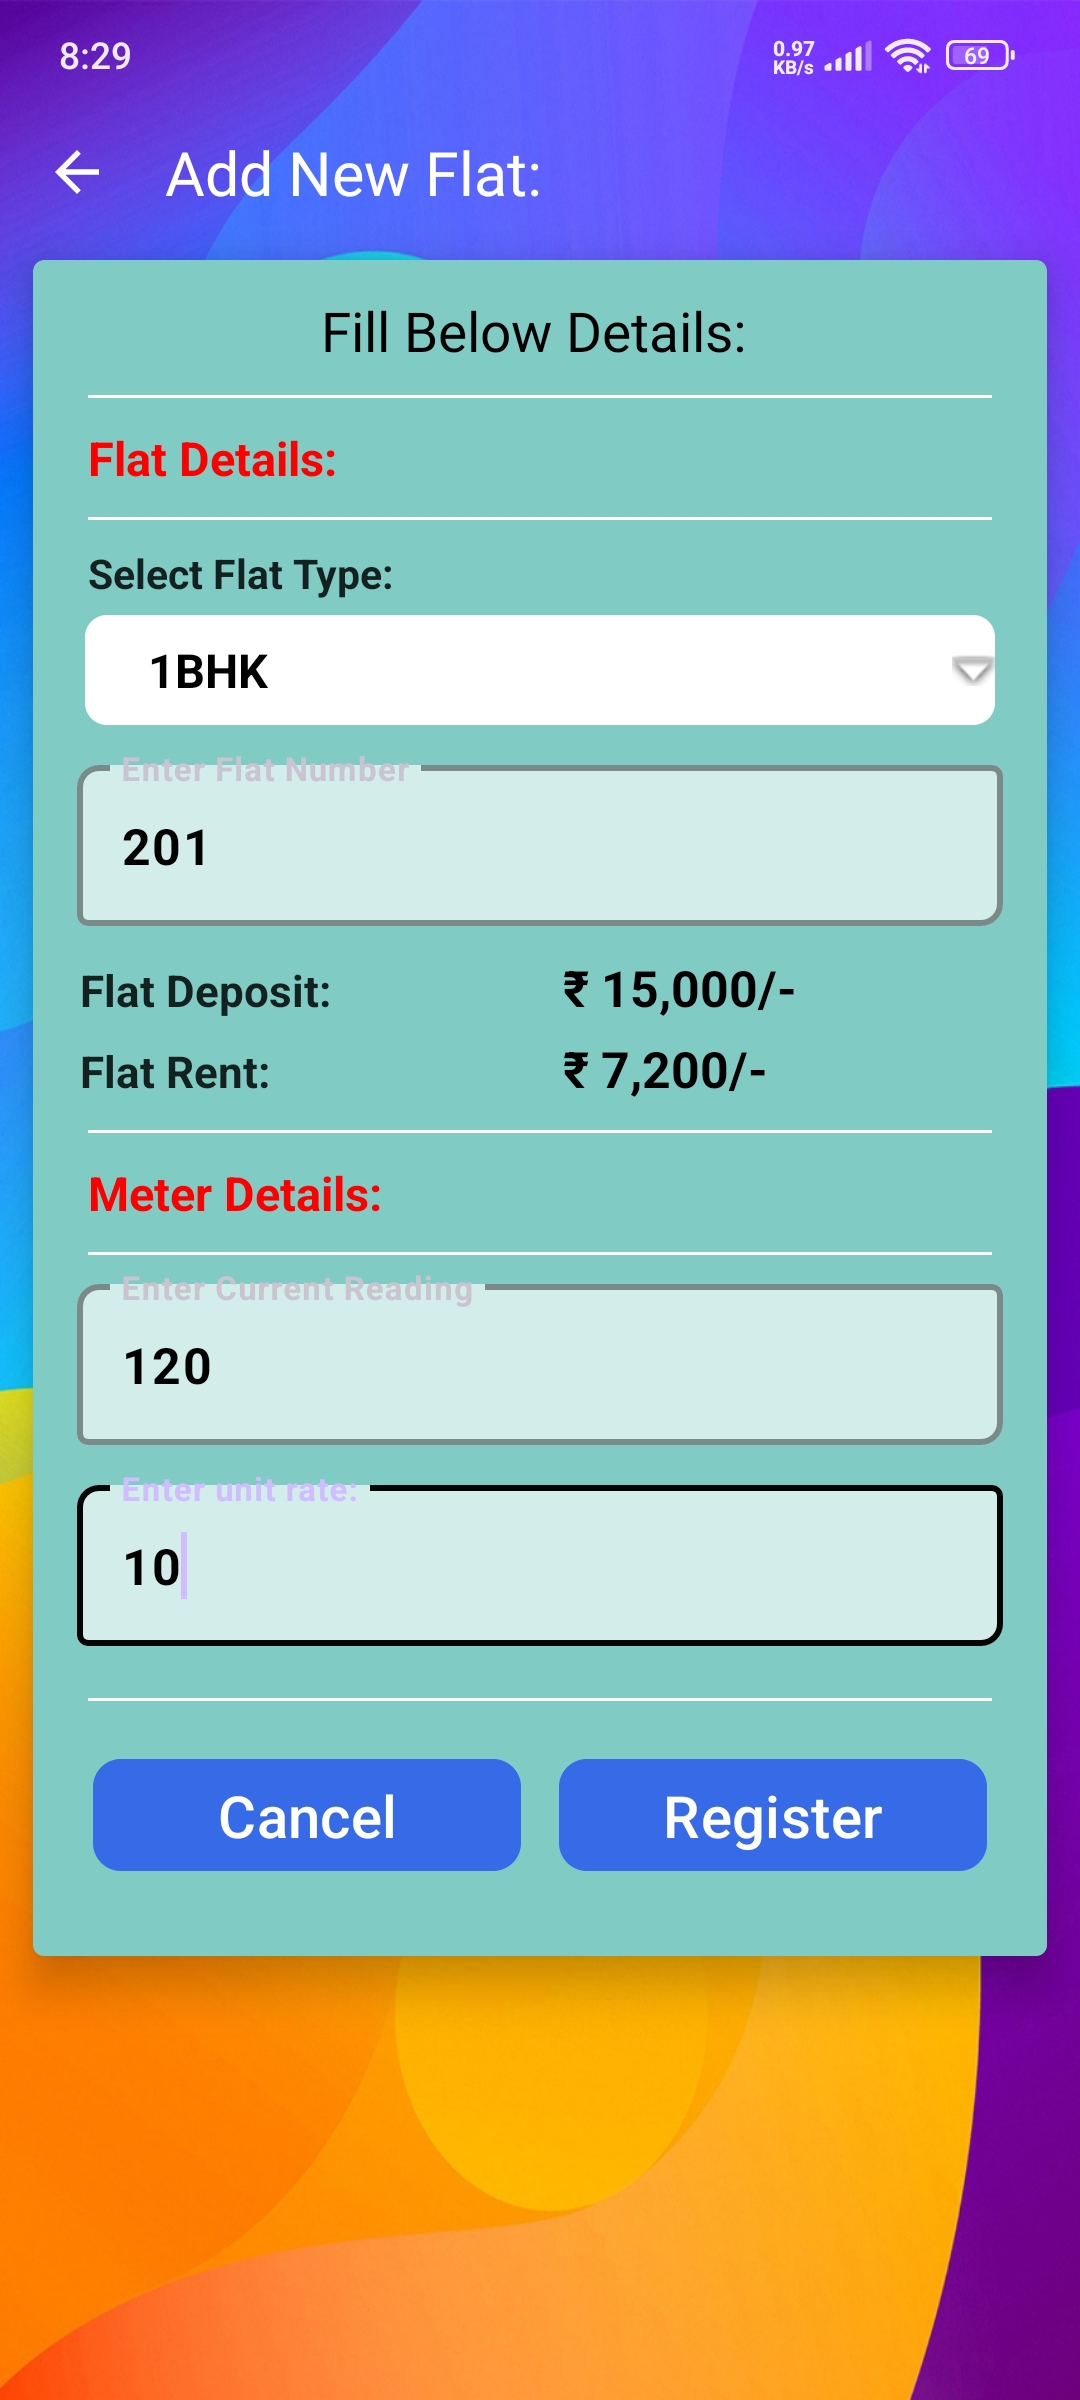 8:29
0.97
KB/s
69
Add New Flat:
Fill Below Details:
Flat Details:
Select Flat Type:
1BHK
Enter Flat Number
201
Flat Deposit: ₹ 15,000/-
Flat Rent: ₹ 7,200/-
Meter Details:
Enter Current Reading
120
Enter unit rate:
10
Cancel Register